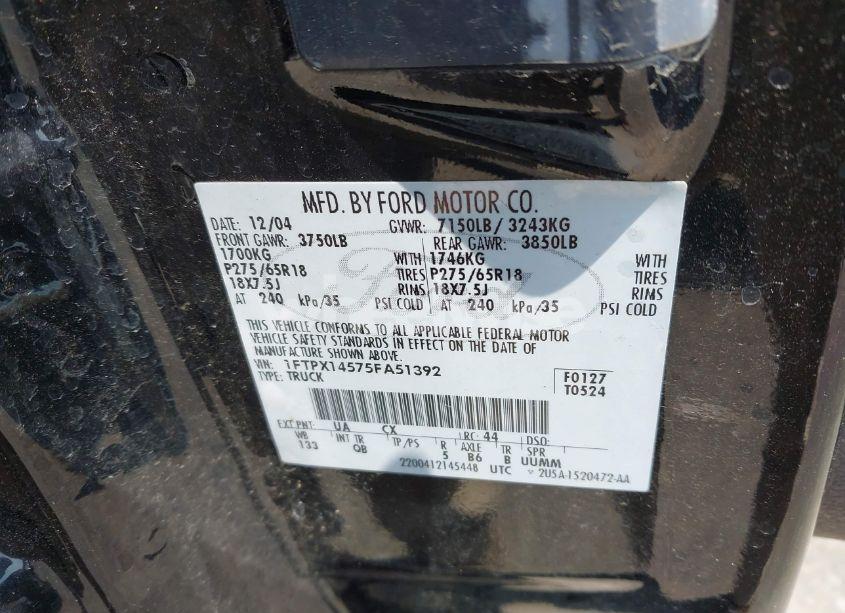 MFD. BY FORD MOTOR CO.
DATE: 12/04 GVWR: 7150LB/ 3243KG
FRONT GAWR: 3750LB REAR GAWR: 3850LB
1700KG WITH 1746KG WITH
P275/65R18 TIRES P275/65R18 TIRES
18X7.5J RIMS 18X7.5J RIMS
AT 240 kPa/35 PSI COLD AT 240 kPa/35 PSI COLD
THIS VEHICLE CONFORMS TO ALL APPLICABLE FEDERAL MOTOR
VEHICLE SAFETY STANDARDS IN EFFECT ON THE DATE OF
MANUFACTURE SHOWN ABOVE.
VIN: 1FTPX14575FA51392
TYPE: TRUCK
F0127
T0524
EXT PNT: UA CX RC: 44 DSO:
WB INT TR TP/PS R AXLE TR SPR
133 QB 5 B6 B UUMM
2200412145448 UTC 2U5A-1520472-AA